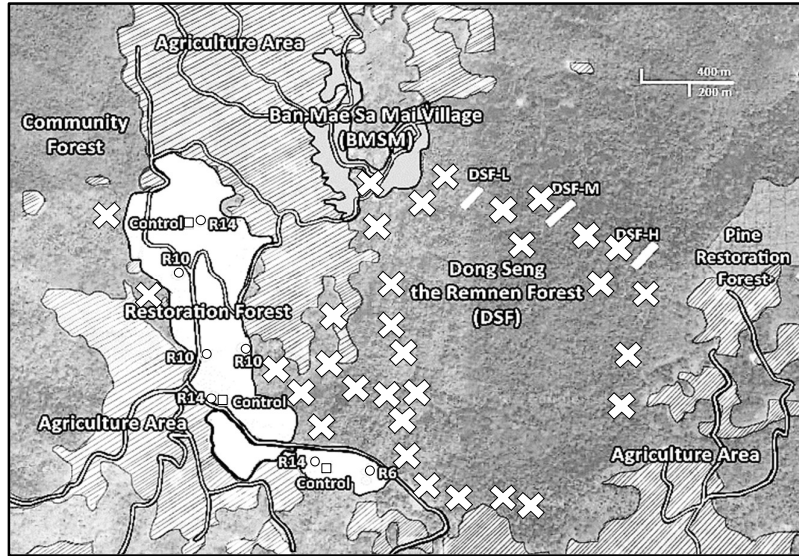 Agriculture Area
400 m
200 m
Ban Mae Sa Mai Village
(BMSM)
Community
Forest
DSF-L
DSF-M
Control
R14
DSF-H
Pine
Restoration
Forest
R10
Dong Seng
the Remnen Forest
(DSF)
Restoration Forest
R10
R10
R14
Control
Agriculture Area
Agriculture Area
R14
R6
Control